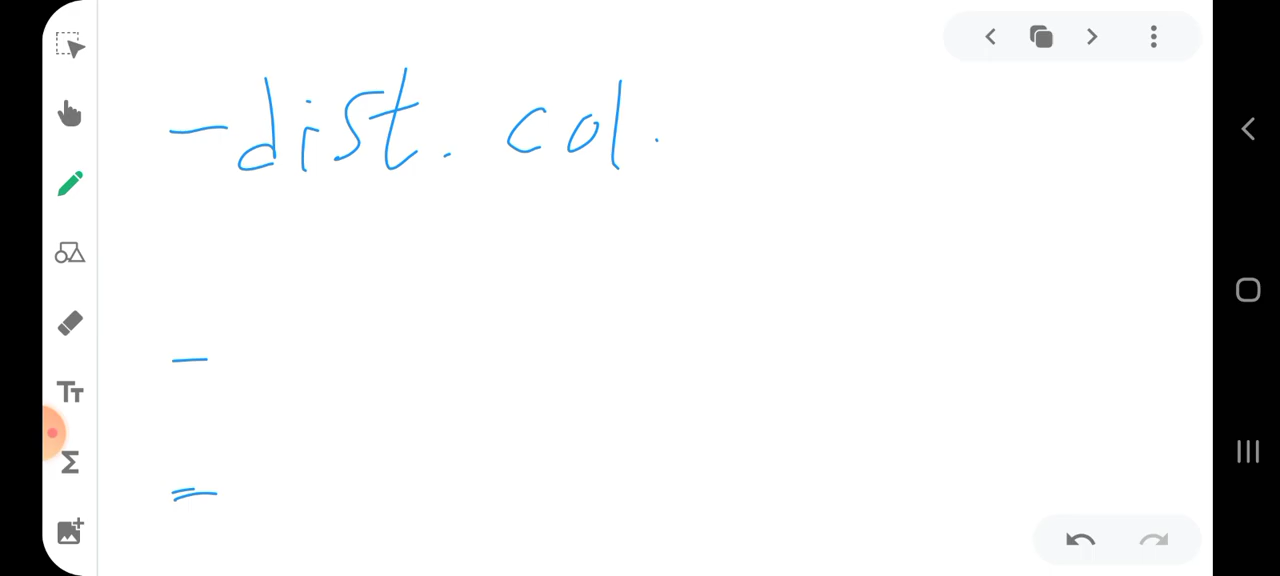 -dist. col.
-
=